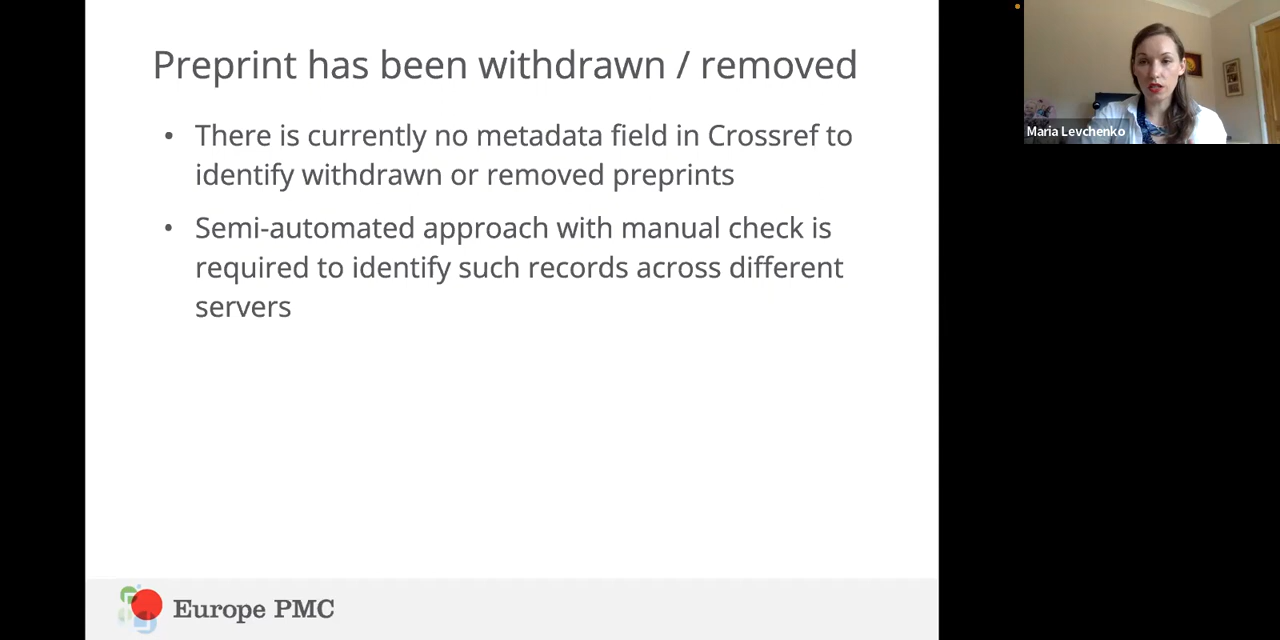 Preprint has been withdrawn / removed
• There is currently no metadata field in Crossref to
identify withdrawn or removed preprints
• Semi-automated approach with manual check is
required to identify such records across different
servers
Europe PMC
Maria Levchenko